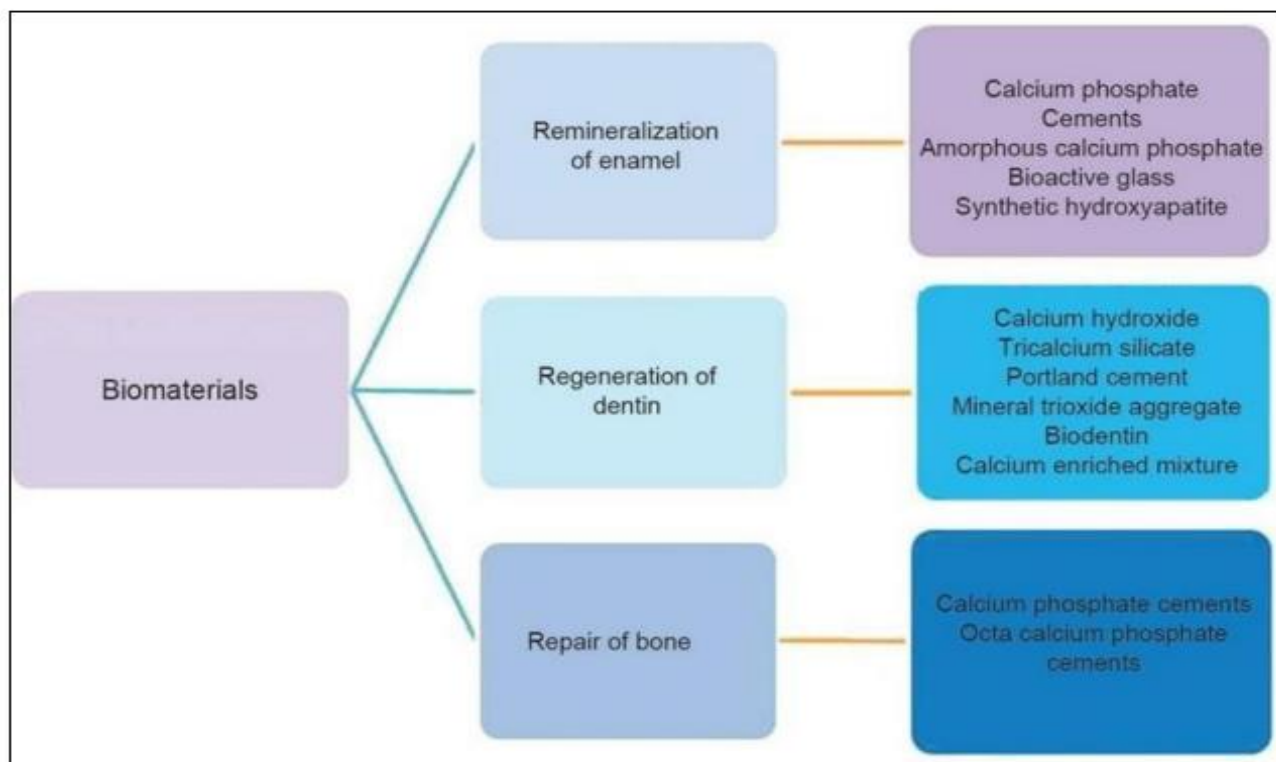 Biomaterials
Remineralization
of enamel
Calcium phosphate
Cements
Amorphous calcium phosphate
Bioactive glass
Synthetic hydroxyapatite
Regeneration of
dentin
Calcium hydroxide
Tricalcium silicate
Portland cement
Mineral trioxide aggregate
Biodentin
Calcium enriched mixture
Repair of bone
Calcium phosphate cements
Octa calcium phosphate
cements